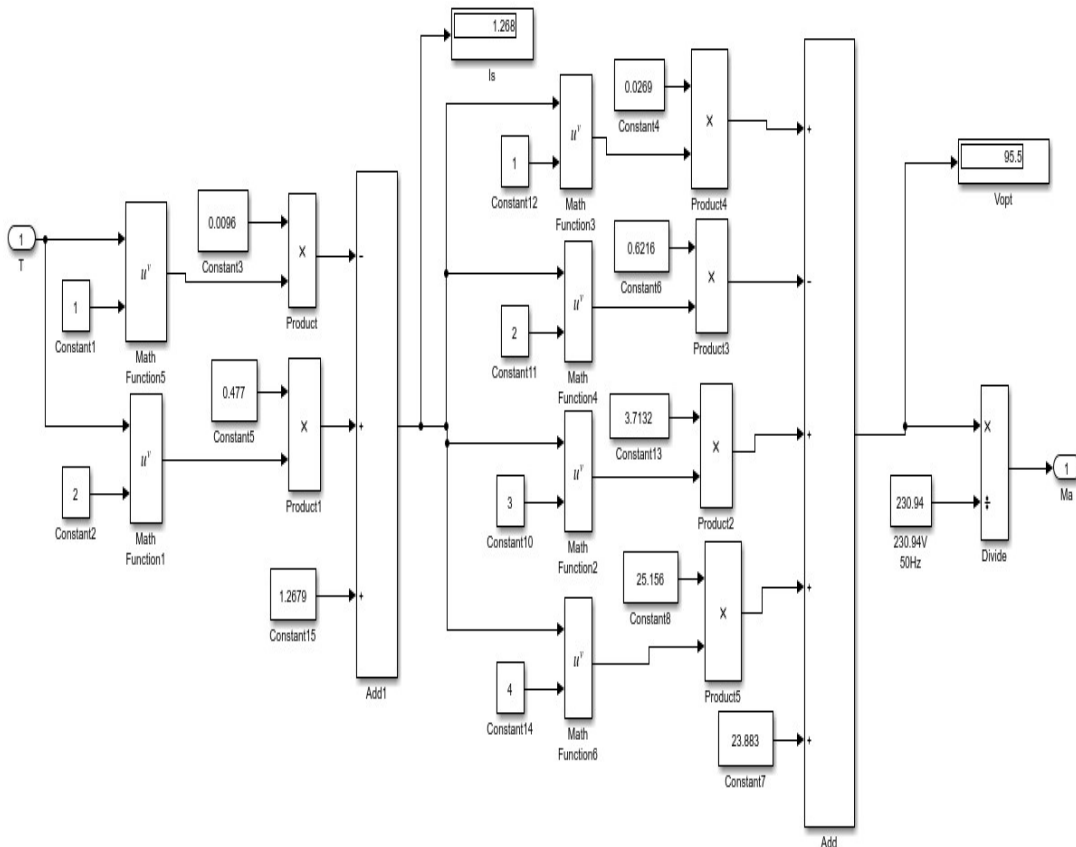 1.268
Is
0.0269
Constant4
×
Product4
+
u^v
Math
Function3
1
Constant12
95.5
Vopt
1
T
0.0096
Constant3
×
Product
−
u^v
Math
Function5
1
Constant1
0.6216
Constant6
×
Product3
−
u^v
Math
Function4
2
Constant11
0.477
Constant5
×
Product1
+
u^v
Math
Function1
2
Constant2
3.7132
Constant13
×
Product2
+
u^v
Math
Function2
3
Constant10
×
÷
Divide
230.94
230.94V
50Hz
1
Ma
1.2679
Constant15
+
Add1
25.156
Constant8
×
Product5
+
u^v
Math
Function6
4
Constant14
23.883
Constant7
+
Add